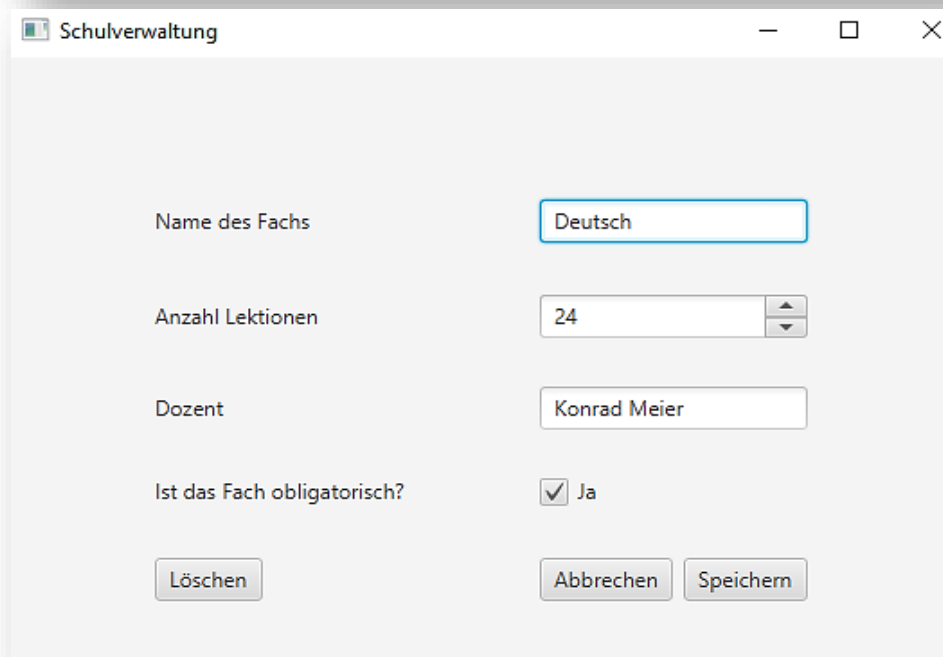 Schulverwaltung
Name des Fachs Deutsch
Anzahl Lektionen 24
Dozent Konrad Meier
Ist das Fach obligatorisch? Ja
Löschen Abbrechen Speichern